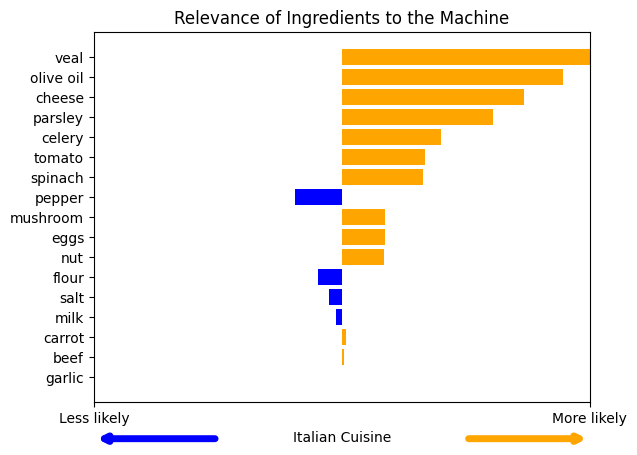 Relevance of Ingredients to the Machine
veal
olive oil
cheese
parsley
celery
tomato
spinach
pepper
mushroom
eggs
nut
flour
salt
milk
carrot
beef
garlic
Less likely
More likely
Italian Cuisine